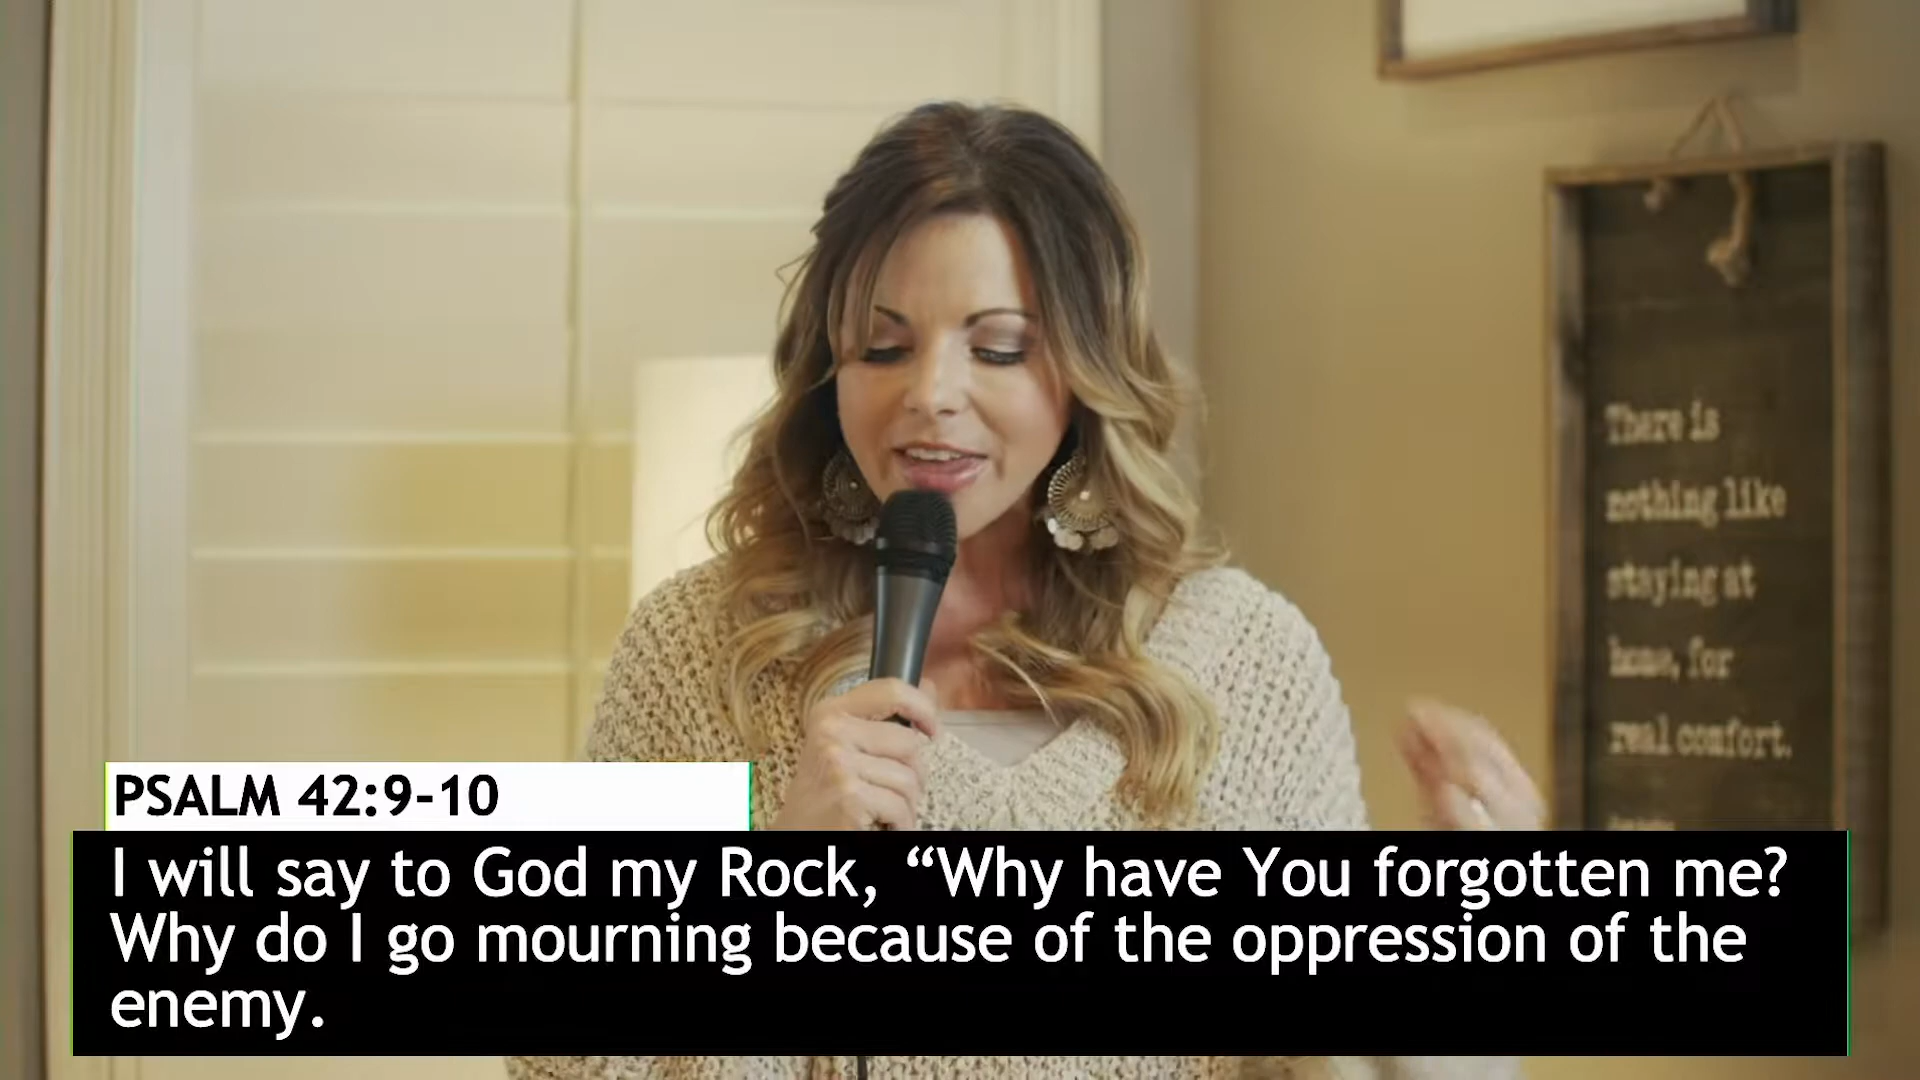 There is
nothing like
staying at
home, for
real comfort.
PSALM 42:9-10
I will say to God my Rock, “Why have You forgotten me?
Why do I go mourning because of the oppression of the
enemy.